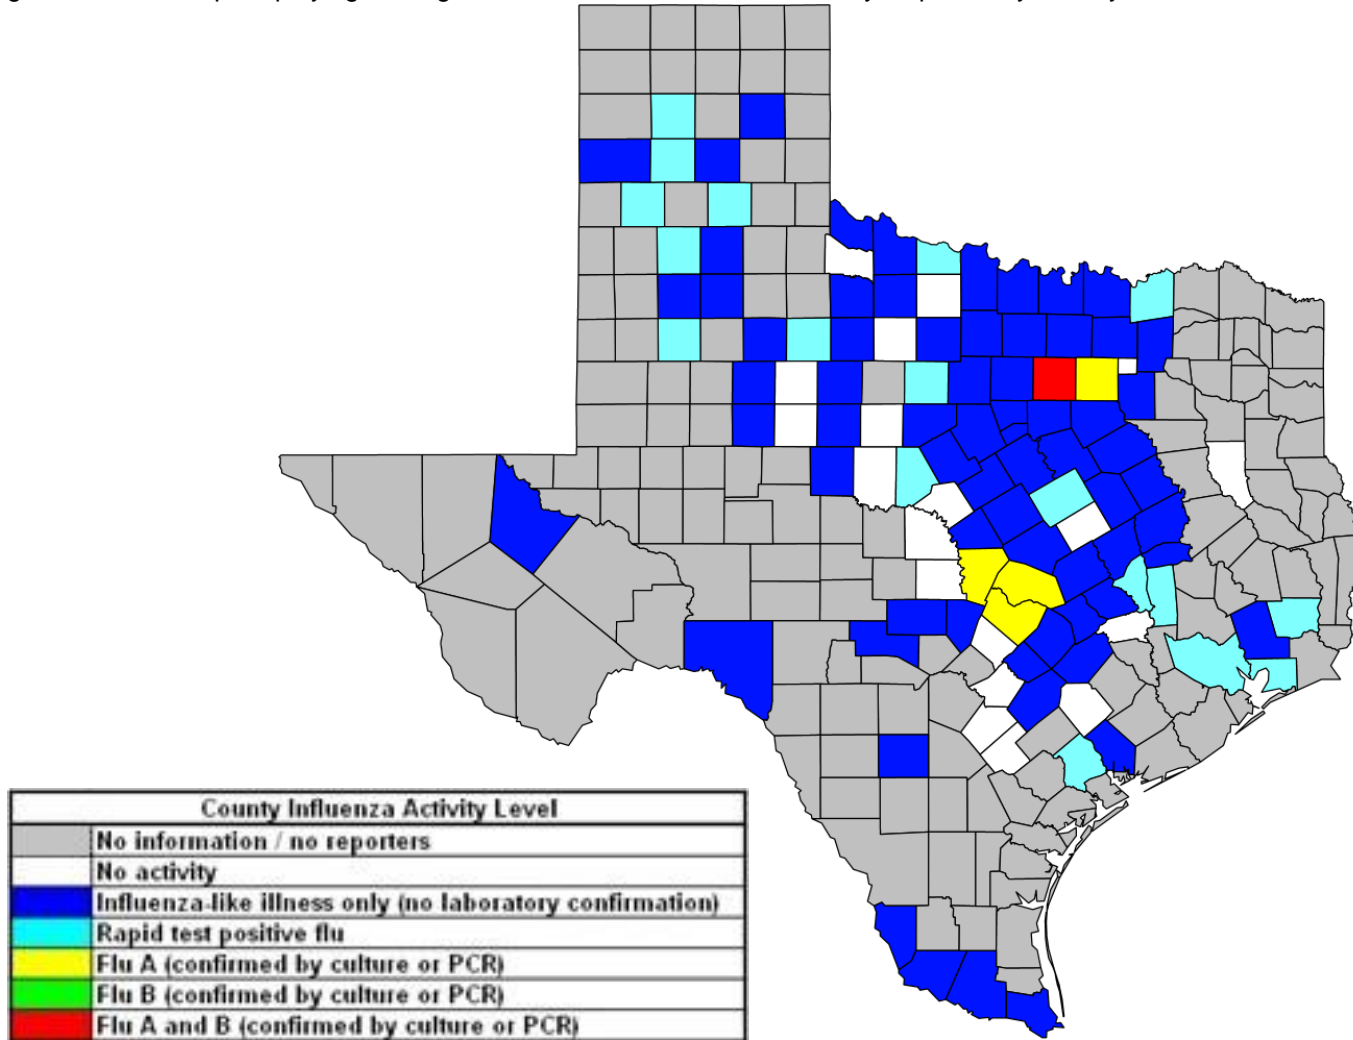 County Influenza Activity Level
No information / no reporters
No activity
Influenza-like illness only (no laboratory confirmation)
Rapid test positive flu
Flu A (confirmed by culture or PCR)
Flu B (confirmed by culture or PCR)
Flu A and B (confirmed by culture or PCR)